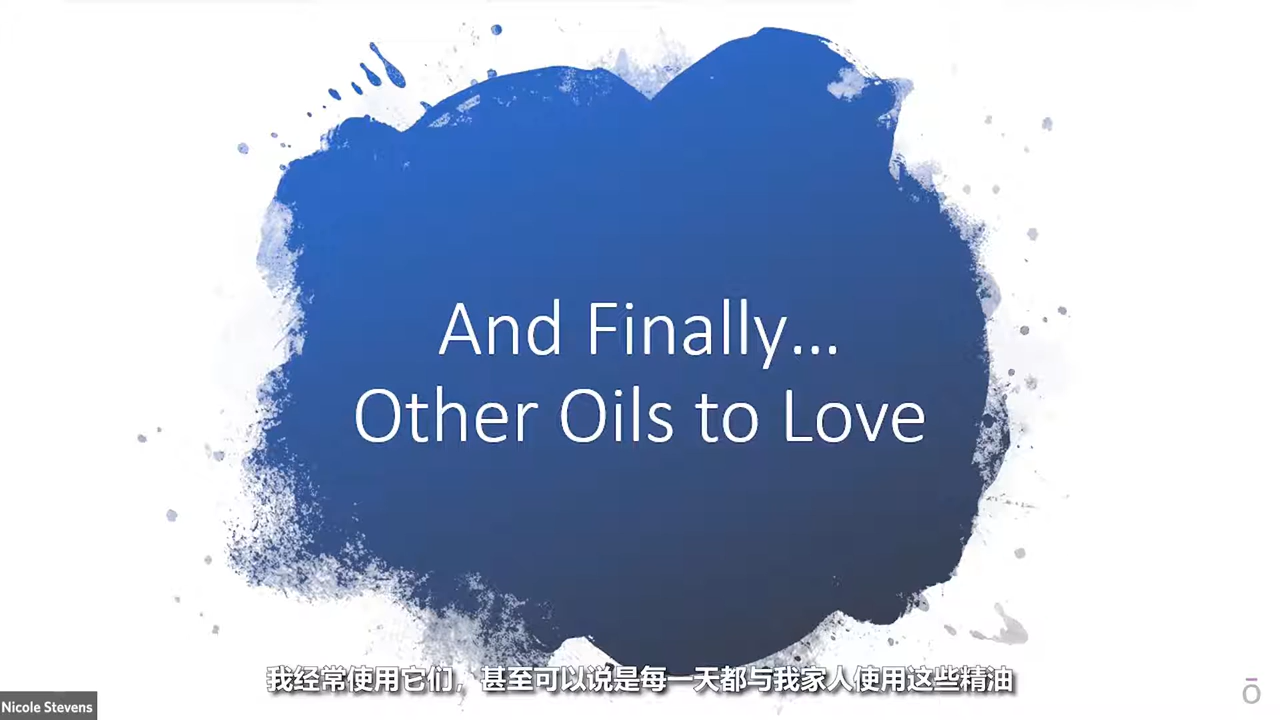 And Finally...
Other Oils to Love
我经常使用它们，甚至可以说是每一天都与我家人使用这些精油
Nicole Stevens
ō